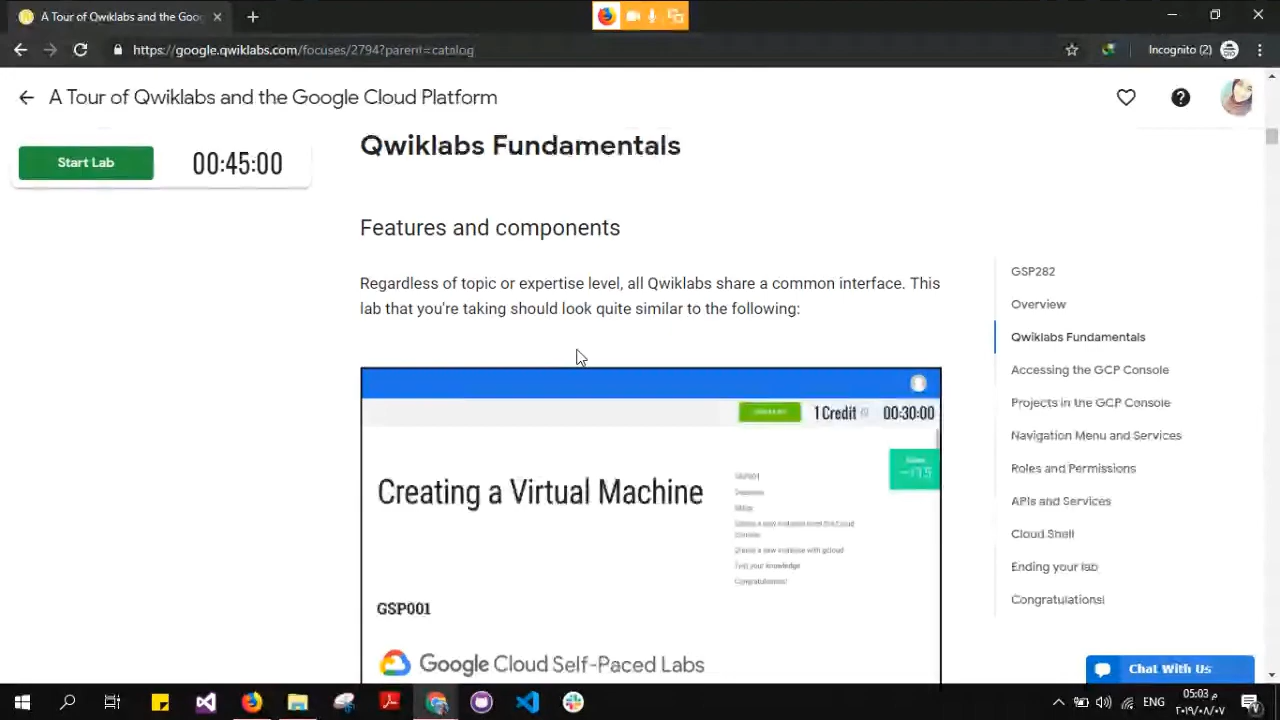 A Tour of Qwiklabs and the Goo
https://google.qwiklabs.com/focuses/2794?parent=catalog
Incognito (2)
A Tour of Qwiklabs and the Google Cloud Platform
Start Lab
00:45:00
Qwiklabs Fundamentals
Features and components
Regardless of topic or expertise level, all Qwiklabs share a common interface. This
lab that you're taking should look quite similar to the following:
1 Credit
00:30:00
Creating a Virtual Machine
GSP001
Congratulations!
GSP001
Google Cloud Self-Paced Labs
GSP282
Overview
Qwiklabs Fundamentals
Accessing the GCP Console
Projects in the GCP Console
Navigation Menu and Services
Roles and Permissions
APIs and Services
Cloud Shell
Ending your lab
Congratulations!
Chat With Us
ENG
05:03 م
٢٠١٩/٠٨/٠٧